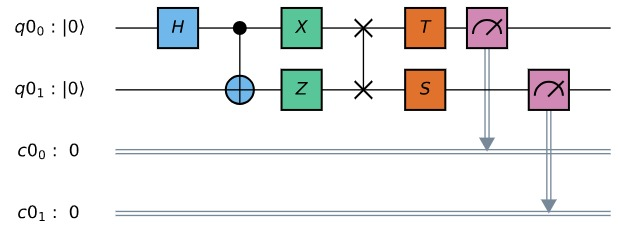 q0₀ : |0⟩ H X T
q0₁ : |0⟩ Z S
c0₀ : 0
c0₁ : 0